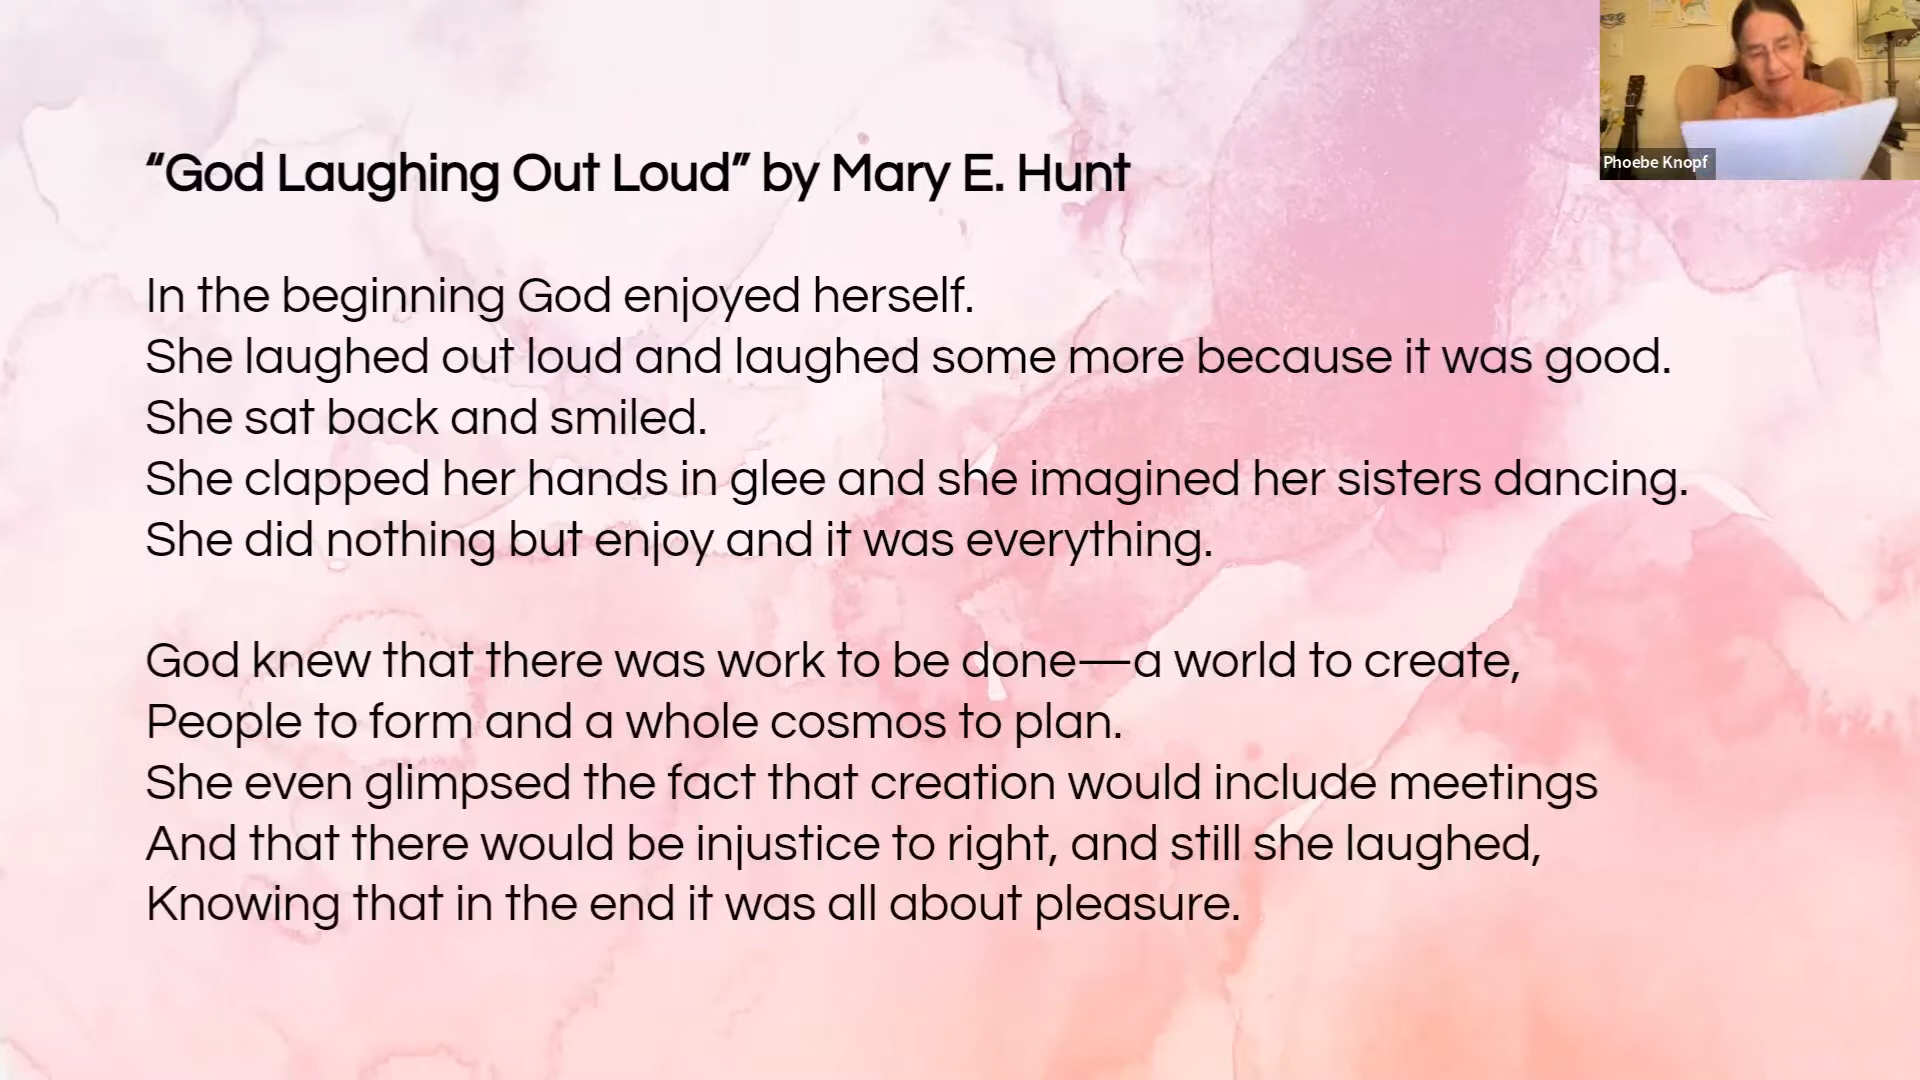 “God Laughing Out Loud” by Mary E. Hunt
In the beginning God enjoyed herself.
She laughed out loud and laughed some more because it was good.
She sat back and smiled.
She clapped her hands in glee and she imagined her sisters dancing.
She did nothing but enjoy and it was everything.
God knew that there was work to be done—a world to create,
People to form and a whole cosmos to plan.
She even glimpsed the fact that creation would include meetings
And that there would be injustice to right, and still she laughed,
Knowing that in the end it was all about pleasure.
Phoebe Knopf